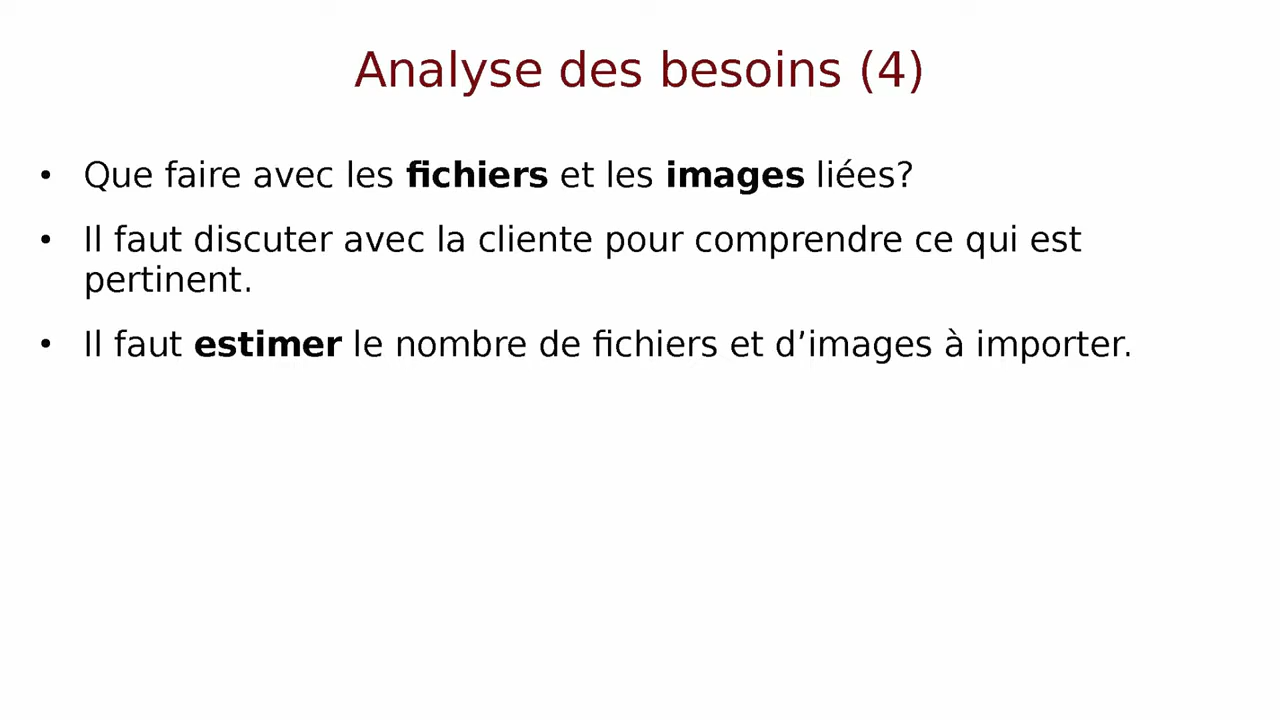 Analyse des besoins (4)
• Que faire avec les fichiers et les images liées?
• Il faut discuter avec la cliente pour comprendre ce qui est
pertinent.
• Il faut estimer le nombre de fichiers et d’images à importer.